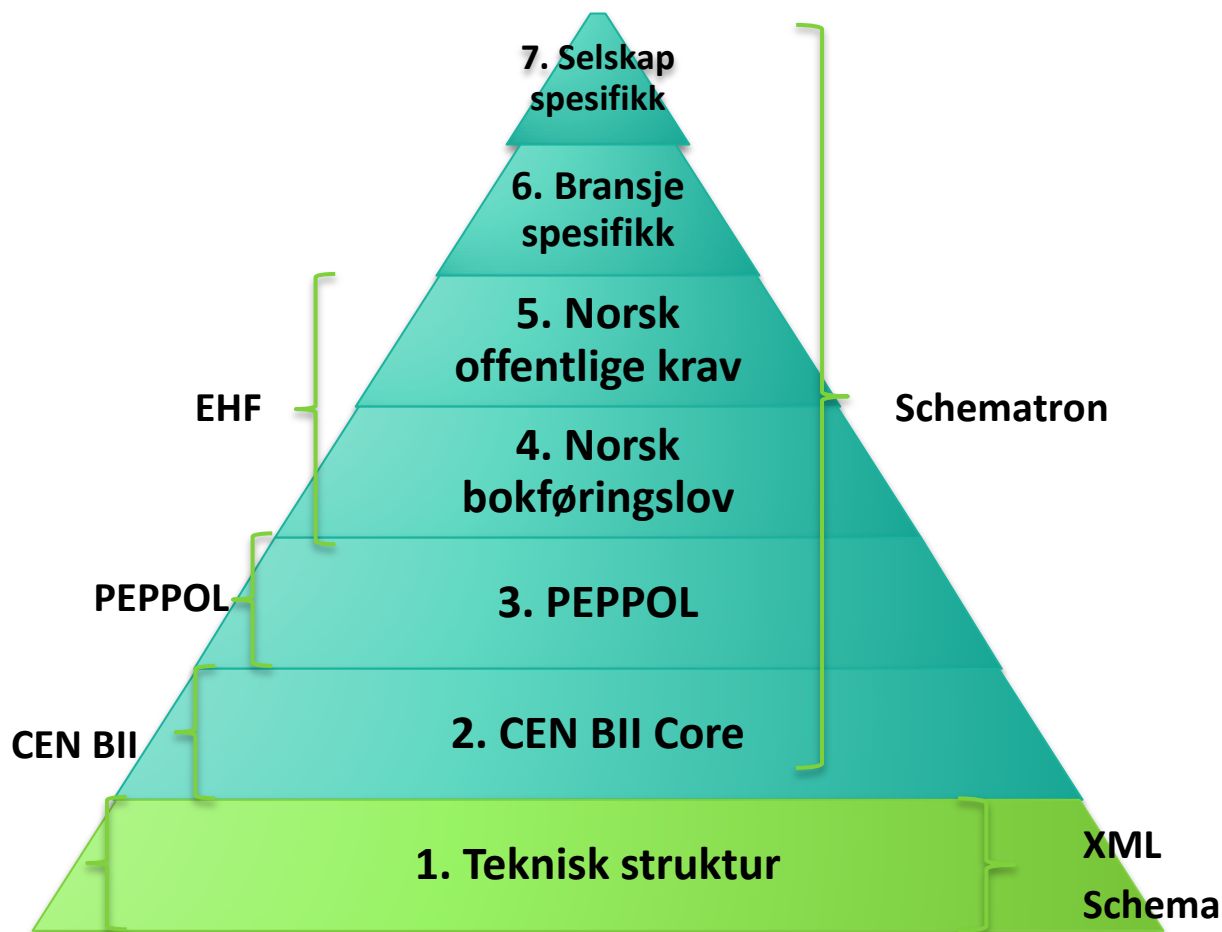 7. Selskap
spesifikk
6. Bransje
spesifikk
5. Norsk
offentlige krav
EHF
Schematron
4. Norsk
bokføringslov
PEPPOL
3. PEPPOL
CEN BII
2. CEN BII Core
1. Teknisk struktur
XML
Schema